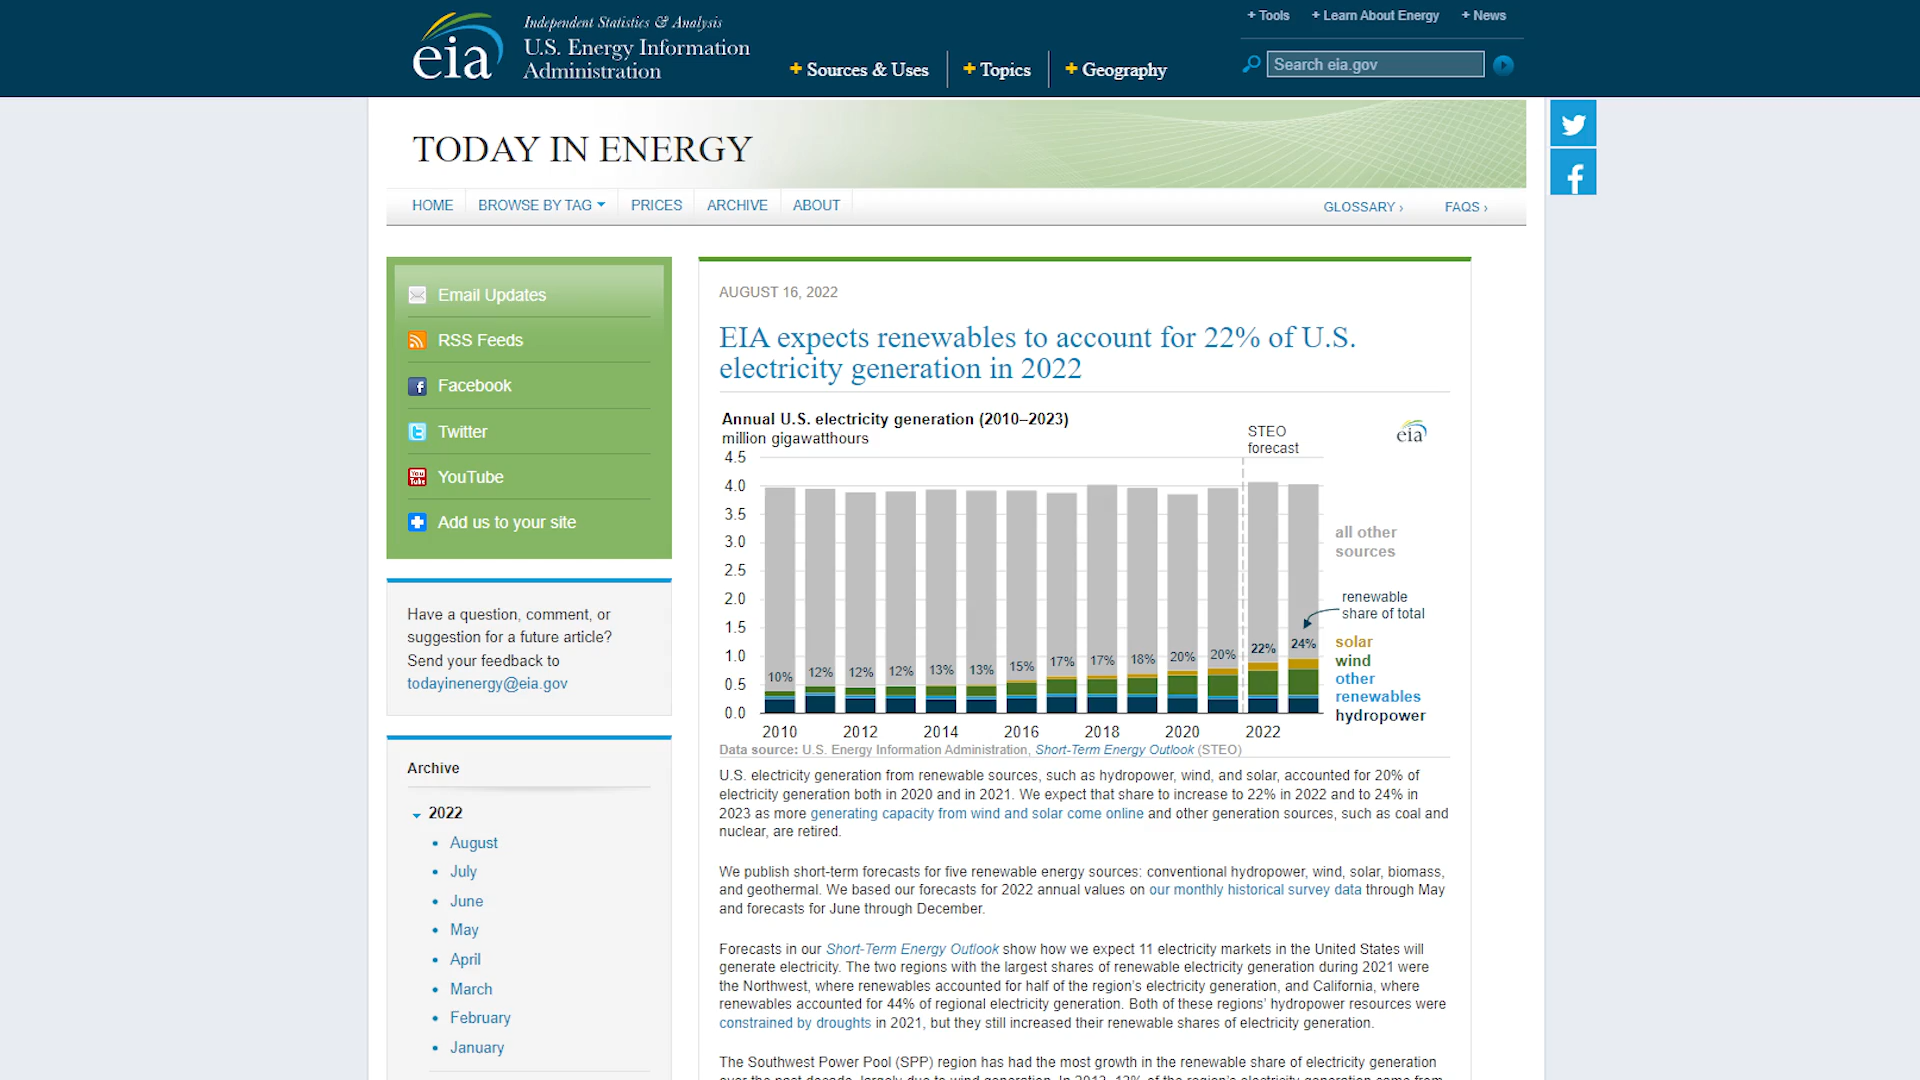 eia
Independent Statistics & Analysis
U.S. Energy Information
Administration
+ Sources & Uses
+ Topics
+ Geography
+ Tools
+ Learn About Energy
+ News
Search eia.gov
TODAY IN ENERGY
HOME
BROWSE BY TAG
PRICES
ARCHIVE
ABOUT
GLOSSARY ›
FAQS ›
Email Updates
RSS Feeds
Facebook
Twitter
YouTube
Add us to your site
Have a question, comment, or
suggestion for a future article?
Send your feedback to
todayinenergy@eia.gov
Archive
2022
August
July
June
May
April
March
February
January
AUGUST 16, 2022
EIA expects renewables to account for 22% of U.S.
electricity generation in 2022
Annual U.S. electricity generation (2010–2023)
million gigawatthours
STEO
forecast
eia
4.5
4.0
3.5
3.0
2.5
2.0
1.5
1.0
0.5
0.0
10%
12%
12%
12%
13%
13%
15%
17%
17%
18%
20%
20%
22%
24%
2010
2012
2014
2016
2018
2020
2022
all other
sources
renewable
share of total
solar
wind
other
renewables
hydropower
Data source: U.S. Energy Information Administration, Short-Term Energy Outlook (STEO)
U.S. electricity generation from renewable sources, such as hydropower, wind, and solar, accounted for 20% of
electricity generation both in 2020 and in 2021. We expect that share to increase to 22% in 2022 and to 24% in
2023 as more generating capacity from wind and solar come online and other generation sources, such as coal and
nuclear, are retired.
We publish short-term forecasts for five renewable energy sources: conventional hydropower, wind, solar, biomass,
and geothermal. We based our forecasts for 2022 annual values on our monthly historical survey data through May
and forecasts for June through December.
Forecasts in our Short-Term Energy Outlook show how we expect 11 electricity markets in the United States will
generate electricity. The two regions with the largest shares of renewable electricity generation during 2021 were
the Northwest, where renewables accounted for half of the region's electricity generation, and California, where
renewables accounted for 44% of regional electricity generation. Both of these regions' hydropower resources were
constrained by droughts in 2021, but they still increased their renewable shares of electricity generation.
The Southwest Power Pool (SPP) region has had the most growth in the renewable share of electricity generation